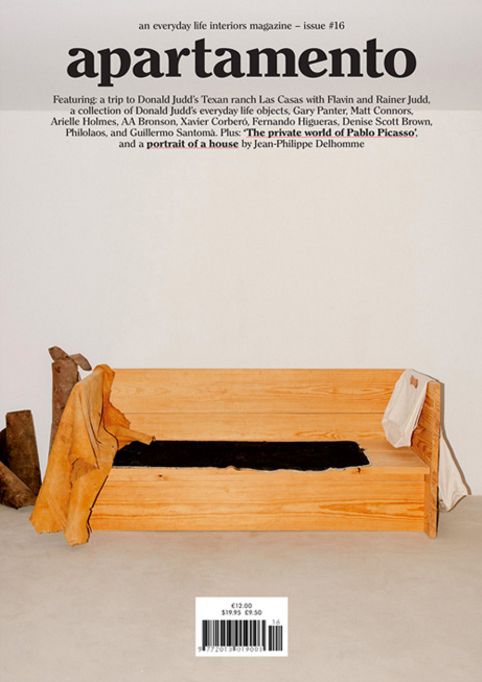 an everyday life interiors magazine – issue #16
apartamento
Featuring: a trip to Donald Judd's Texan ranch Las Casas with Flavin and Rainer Judd,
a collection of Donald Judd's everyday life objects, Gary Panter, Matt Connors,
Arielle Holmes, AA Bronson, Xavier Corberó, Fernando Higueras, Denise Scott Brown,
Philolaos, and Guillermo Santomà. Plus: ‘The private world of Pablo Picasso’,
and a portrait of a house by Jean-Philippe Delhomme
€12.00
$19.95 £9.50
16
9 772013 019003